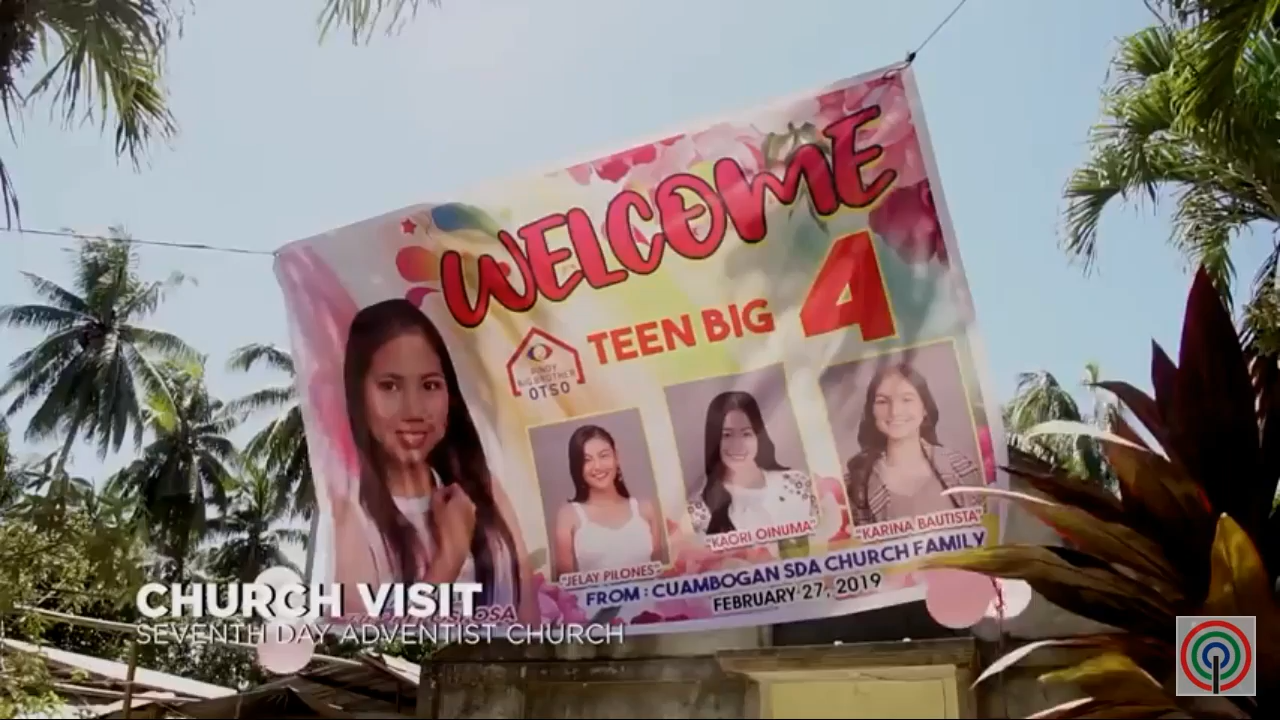 WELCOME
TEEN BIG 4
PINOY
BIG BROTHER
OTSO
"JELAY PILONES"
"KAORI OINUMA"
"KARINA BAUTISTA"
FROM : CUAMBOGAN SDA CHURCH FAMILY
FEBRUARY 27, 2019
CHURCH VISIT
SEVENTH DAY ADVENTIST CHURCH